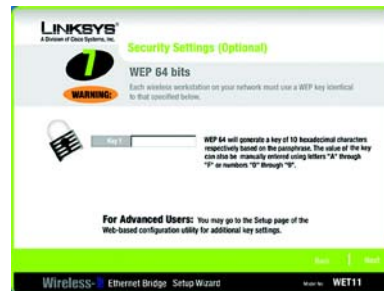 LINKSYS®
A Division of Cisco Systems, Inc.
7
Security Settings (Optional)
WEP 64 bits
WARNING:
Each wireless workstation on your network must use a WEP key identical
to that specified below.
Key 1
WEP 64 will generate a key of 10 hexadecimal characters
respectively based on the passphrase. The value of the key
can also be manually entered using letters "A" through
"F" or numbers "0" through "9".
For Advanced Users: You may go to the Setup page of the
Web-based configuration utility for additional key settings.
Back
Next
Wireless-B Ethernet Bridge Setup Wizard
Model No. WET11